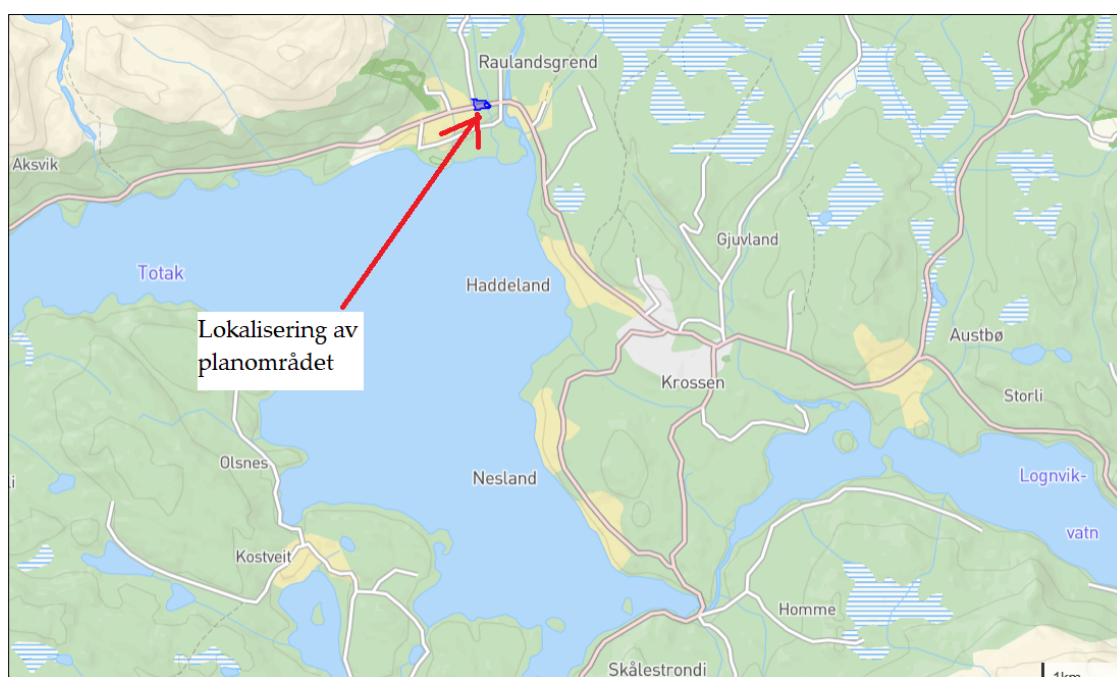 Raulandsgrend
Aksvik
Gjuvland
Totak
Haddeland
Lokalisering av
planområdet
Austbø
Krossen
Storli
Olsnes
Nesland
Lognvik-
vatn
Kostveit
Homme
Skålestrondi
1km